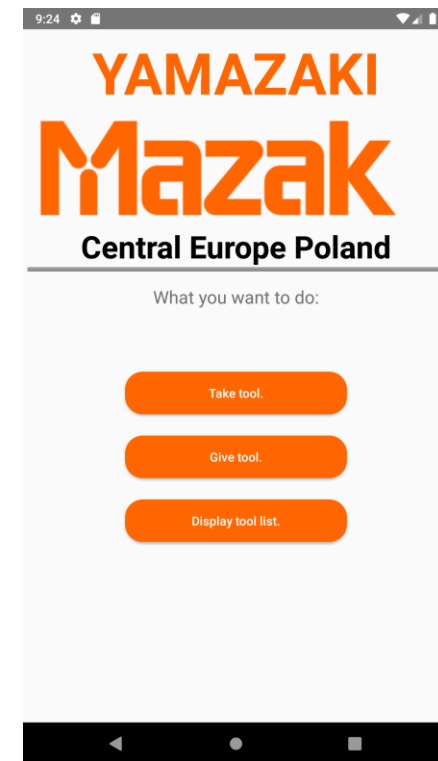 9:24
YAMAZAKI
Mazak
Central Europe Poland
What you want to do:
Take tool.
Give tool.
Display tool list.